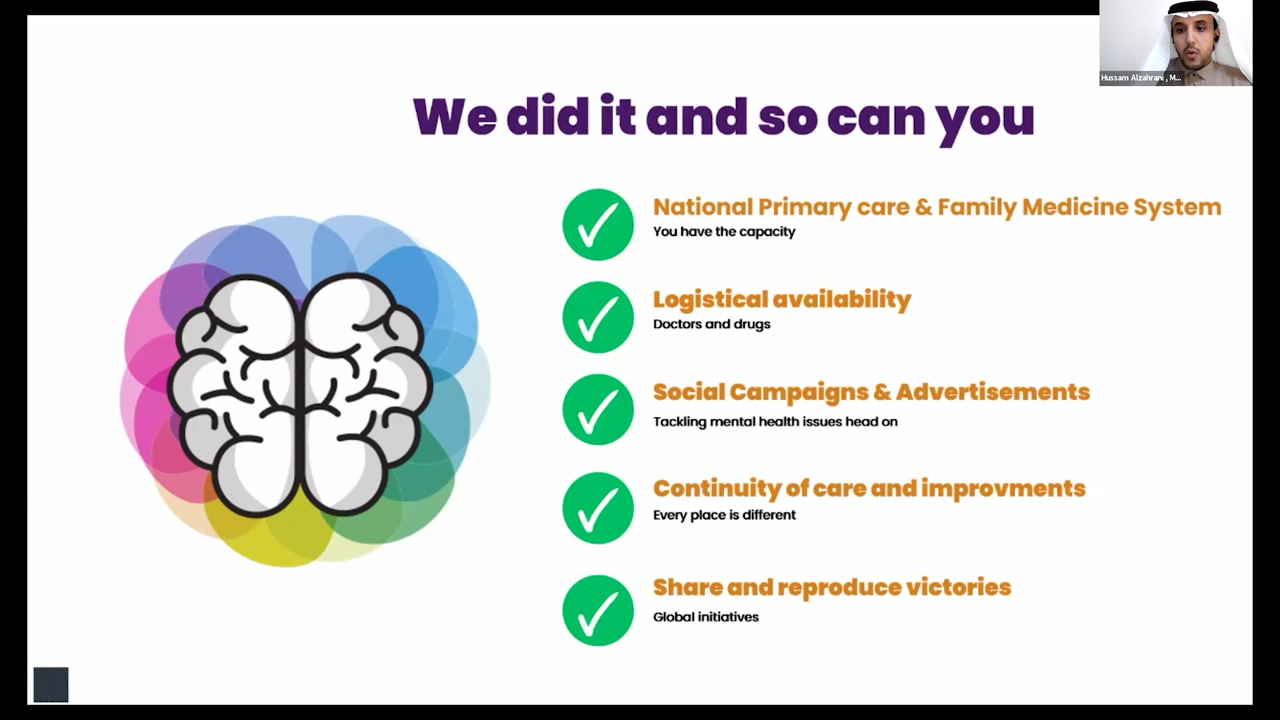 Hussam Alzahrani , M...
We did it and so can you
National Primary care & Family Medicine System
You have the capacity
Logistical availability
Doctors and drugs
Social Campaigns & Advertisements
Tackling mental health issues head on
Continuity of care and improvments
Every place is different
Share and reproduce victories
Global initiatives